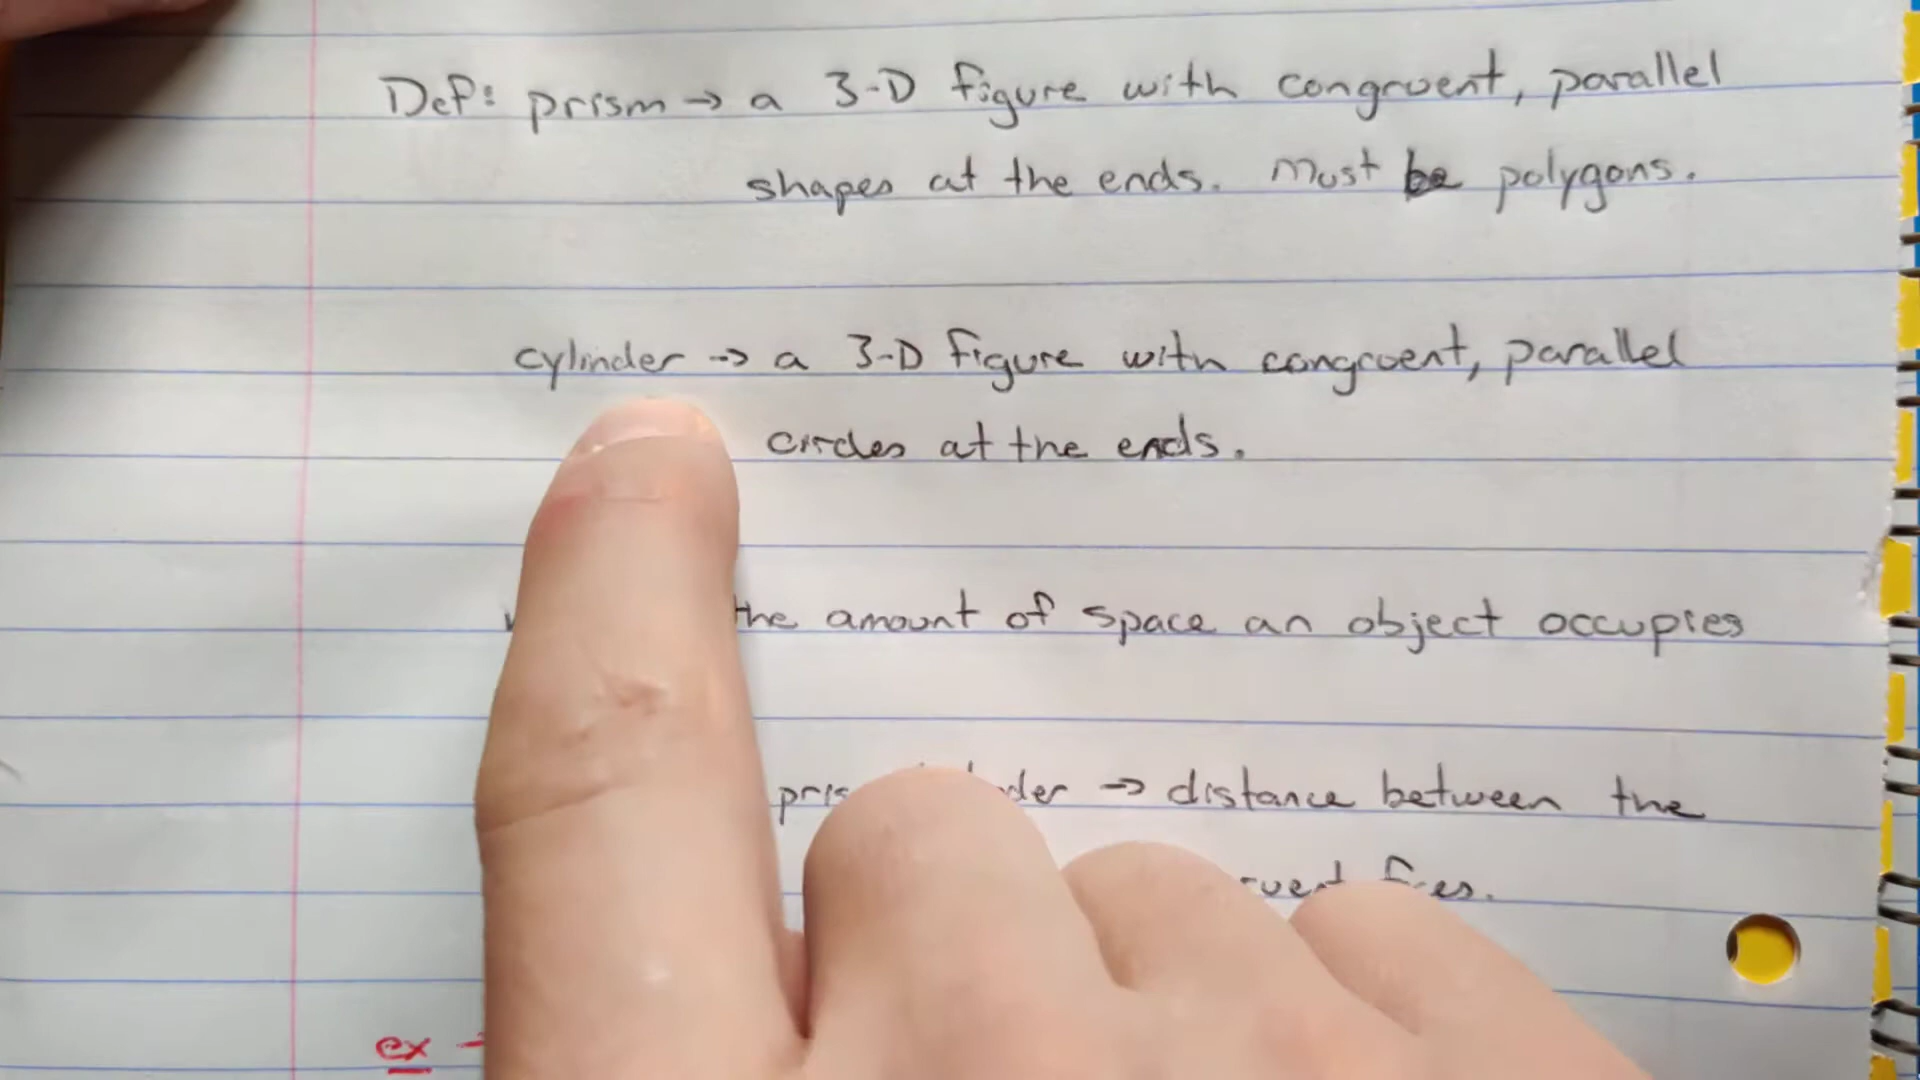 Def: prism → a 3-D figure with congruent, parallel
shapes at the ends. Must be polygons.
cylinder → a 3-D figure with congruent, parallel
circles at the ends.
the amount of space an object occupies
→ distance between the
ex